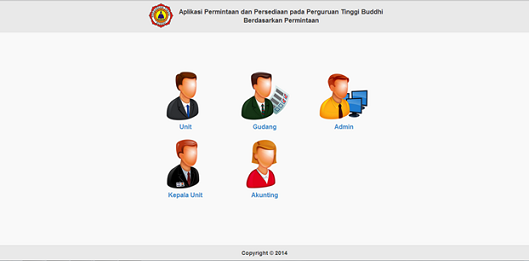 Aplikasi Permintaan dan Persediaan pada Perguruan Tinggi Buddhi
Berdasarkan Permintaan
Unit
Gudang
Admin
Kepala Unit
Akunting
Copyright © 2014